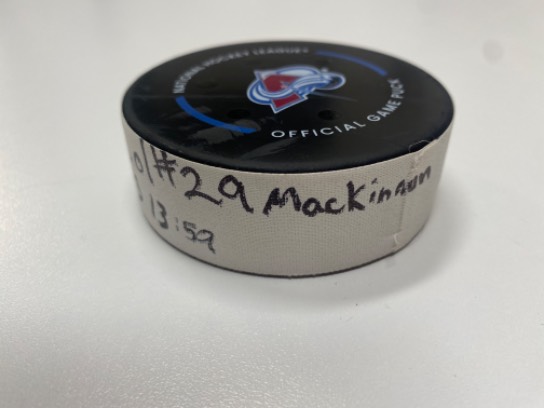 NATIONAL HOCKEY LEAGUE®
OFFICIAL GAME PUCK
#29 Mackinnon
13:59